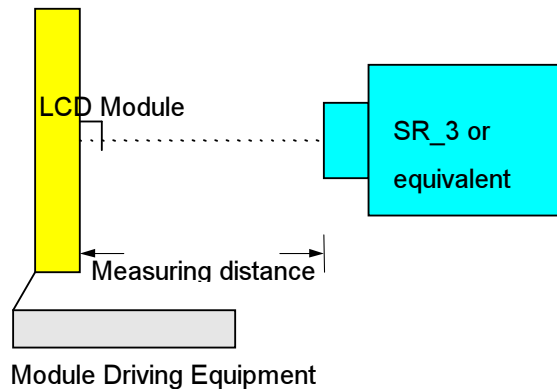 LCD Module
SR_3 or
equivalent
Measuring distance
Module Driving Equipment